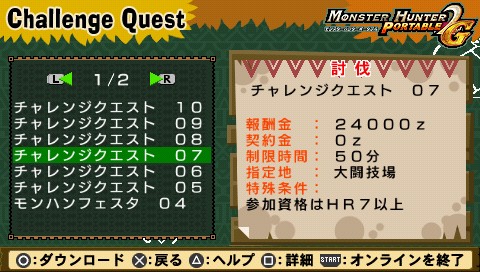 Challenge Quest
MONSTER HUNTER
PORTABLE 2nd G
L 1/2 R
チャレンジクエスト 10
チャレンジクエスト 09
チャレンジクエスト 08
チャレンジクエスト 07
チャレンジクエスト 06
チャレンジクエスト 05
モンハンフェスタ 04
討伐
チャレンジクエスト 07
報酬金 : 24000z
契約金 : 0z
制限時間: 50分
指定地 : 大闘技場
特殊条件:
参加資格はHR7以上
○:ダウンロード ×:戻る △:ヘルプ □:詳細 START:オンラインを終了